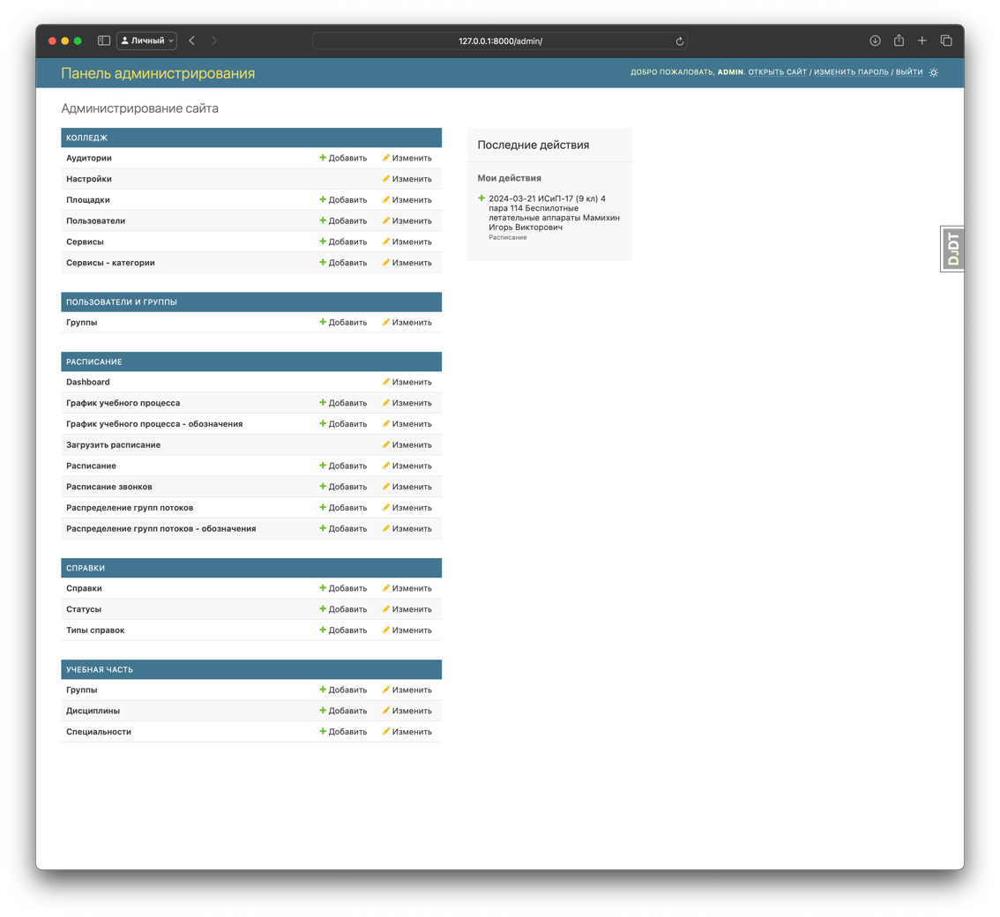 Личный
127.0.0.1:8000/admin/
Панель администрирования
ДОБРО ПОЖАЛОВАТЬ, ADMIN. ОТКРЫТЬ САЙТ / ИЗМЕНИТЬ ПАРОЛЬ / ВЫЙТИ
Администрирование сайта
КОЛЛЕДЖ
Аудитории Добавить Изменить
Настройки Изменить
Площадки Добавить Изменить
Пользователи Добавить Изменить
Сервисы Добавить Изменить
Сервисы - категории Добавить Изменить
ПОЛЬЗОВАТЕЛИ И ГРУППЫ
Группы Добавить Изменить
РАСПИСАНИЕ
Dashboard Изменить
График учебного процесса Добавить Изменить
График учебного процесса - обозначения Добавить Изменить
Загрузить расписание Изменить
Расписание Добавить Изменить
Расписание звонков Добавить Изменить
Распределение групп потоков Добавить Изменить
Распределение групп потоков - обозначения Добавить Изменить
СПРАВКИ
Справки Добавить Изменить
Статусы Добавить Изменить
Типы справок Добавить Изменить
УЧЕБНАЯ ЧАСТЬ
Группы Добавить Изменить
Дисциплины Добавить Изменить
Специальности Добавить Изменить
Последние действия
Мои действия
2024-03-21 ИСиП-17 (9 кл) 4
пара 114 Беспилотные
летательные аппараты Мамихин
Игорь Викторович
Расписание
DJDT